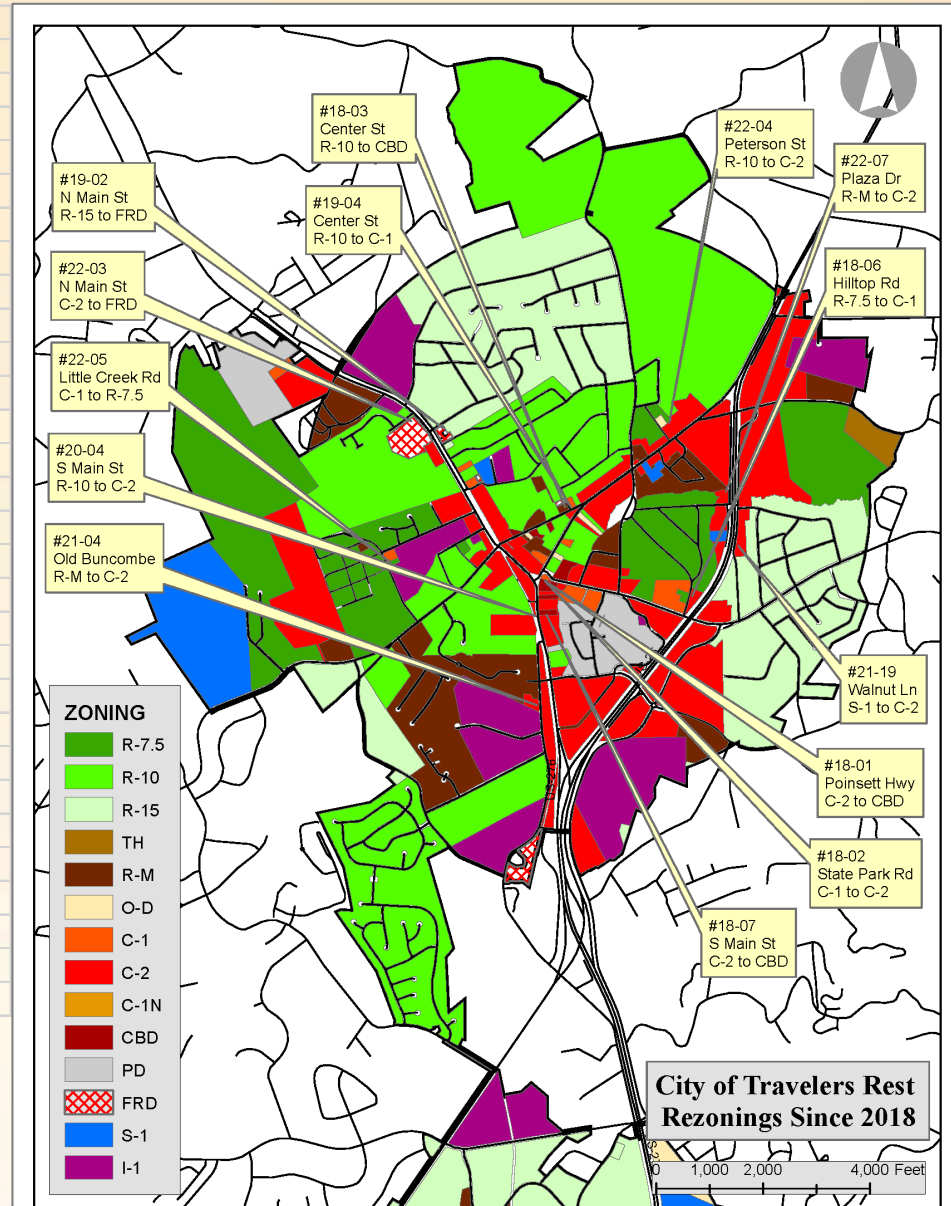 #18-03
Center St
R-10 to CBD
#22-04
Peterson St
R-10 to C-2
#22-07
Plaza Dr
R-M to C-2
#19-02
N Main St
R-15 to FRD
#19-04
Center St
R-10 to C-1
#22-03
N Main St
C-2 to FRD
#18-06
Hilltop Rd
R-7.5 to C-1
#22-05
Little Creek Rd
C-1 to R-7.5
#20-04
S Main St
R-10 to C-2
#21-04
Old Buncombe
R-M to C-2
#21-19
Walnut Ln
S-1 to C-2
#18-01
Poinsett Hwy
C-2 to CBD
#18-02
State Park Rd
C-1 to C-2
#18-07
S Main St
C-2 to CBD
ZONING
R-7.5
R-10
R-15
TH
R-M
O-D
C-1
C-2
C-1N
CBD
PD
FRD
S-1
I-1
City of Travelers Rest
Rezonings Since 2018
0 1,000 2,000 4,000 Feet